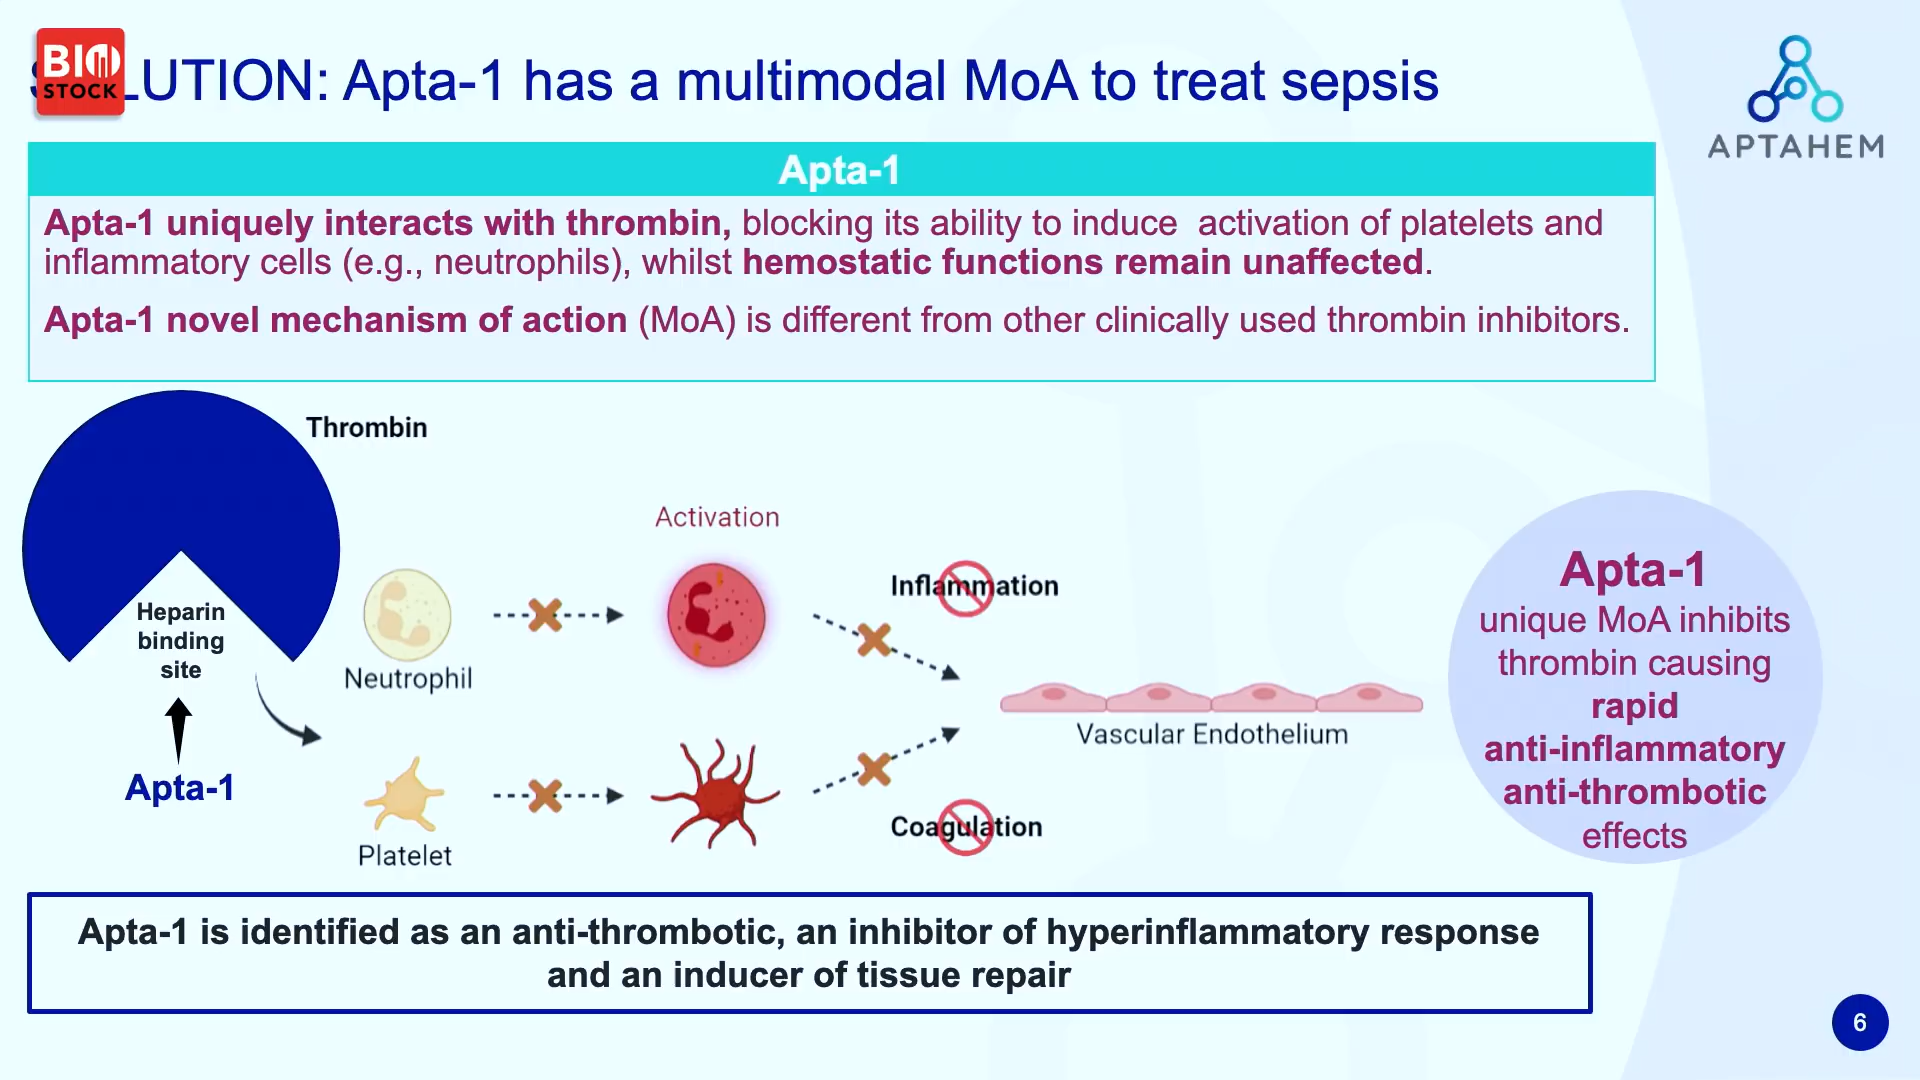 BIO
STOCK
LUTION: Apta-1 has a multimodal MoA to treat sepsis
APTAHEM
Apta-1
Apta-1 uniquely interacts with thrombin, blocking its ability to induce activation of platelets and
inflammatory cells (e.g., neutrophils), whilst hemostatic functions remain unaffected.
Apta-1 novel mechanism of action (MoA) is different from other clinically used thrombin inhibitors.
Thrombin
Heparin
binding
site
Apta-1
Neutrophil
Platelet
Activation
Inflammation
Coagulation
Vascular Endothelium
Apta-1
unique MoA inhibits
thrombin causing
rapid
anti-inflammatory
anti-thrombotic
effects
Apta-1 is identified as an anti-thrombotic, an inhibitor of hyperinflammatory response
and an inducer of tissue repair
6